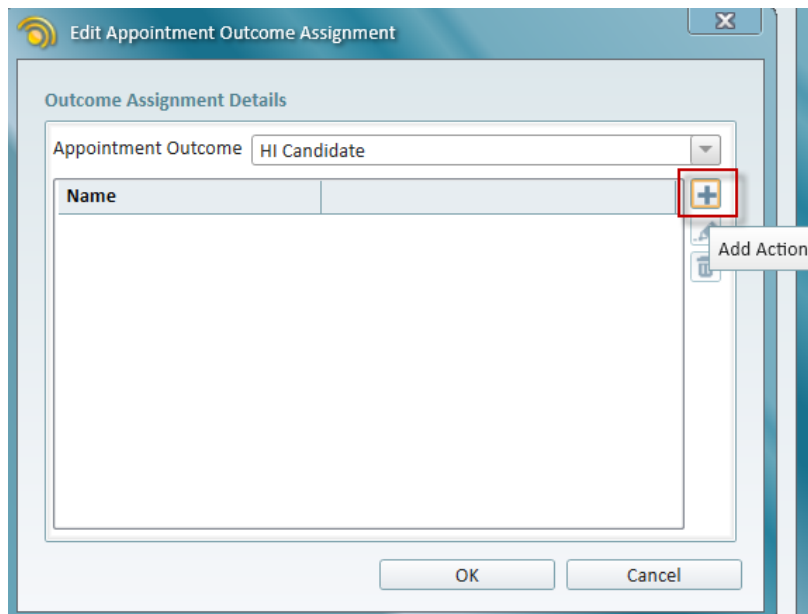 Edit Appointment Outcome Assignment
Outcome Assignment Details
Appointment Outcome HI Candidate
Name
Add Action
OK Cancel